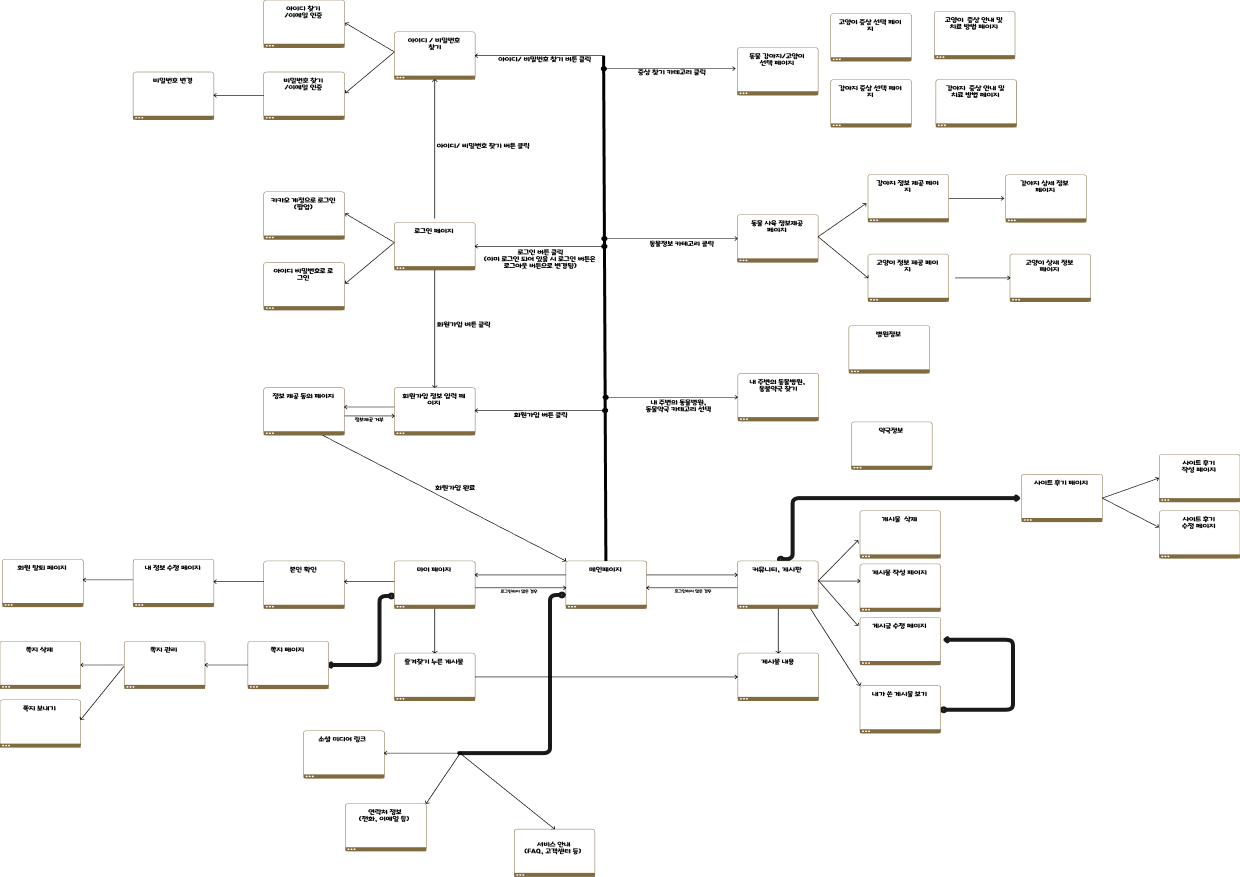 아이디 찾기
/이메일 인증
아이디 / 비밀번호
찾기
비밀번호 변경
비밀번호 찾기
/이메일 인증
아이디/ 비밀번호 찾기 버튼 클릭
증상 찾기 카테고리 클릭
동물 강아지/고양이
선택 페이지
고양이 증상 선택 페이
지
고양이 증상 안내 및
치료 방법 페이지
강아지 증상 선택 페이
지
강아지 증상 안내 및
치료 방법 페이지
아이디/ 비밀번호 찾기 버튼 클릭
카카오 계정으로 로그인
(팝업)
로그인 페이지
아이디 비밀번호로 로
그인
로그인 버튼 클릭
(이미 로그인 되어 있을 시 로그인 버튼은
로그아웃 버튼으로 변경됨)
동물정보 카테고리 클릭
동물 사육 정보제공
페이지
강아지 정보 제공 페이
지
강아지 상세 정보
페이지
고양이 정보 제공 페이
지
고양이 상세 정보
페이지
회원가입 버튼 클릭
병원정보
정보 제공 동의 페이지
정보제공 거부
회원가입 정보 입력 페
이지
회원가입 버튼 클릭
내 주변의 동물병원,
동물약국 카테고리 선택
내 주변의 동물병원,
동물약국 찾기
약국정보
회원가입 완료
사이트 후기 페이지
사이트 후기
작성 페이지
사이트 후기
수정 페이지
회원 탈퇴 페이지
내 정보 수정 페이지
본인 확인
마이 페이지
로그인하지 않은 경우
메인페이지
로그인하지 않은 경우
커뮤니티, 게시판
게시물 삭제
게시물 작성 페이지
게시글 수정 페이지
내가 쓴 게시물 보기
쪽지 삭제
쪽지 관리
쪽지 페이지
즐겨찾기 누른 게시물
게시물 내용
쪽지 보내기
소셜 미디어 링크
연락처 정보
(전화, 이메일 등)
서비스 안내
(FAQ, 고객센터 등)